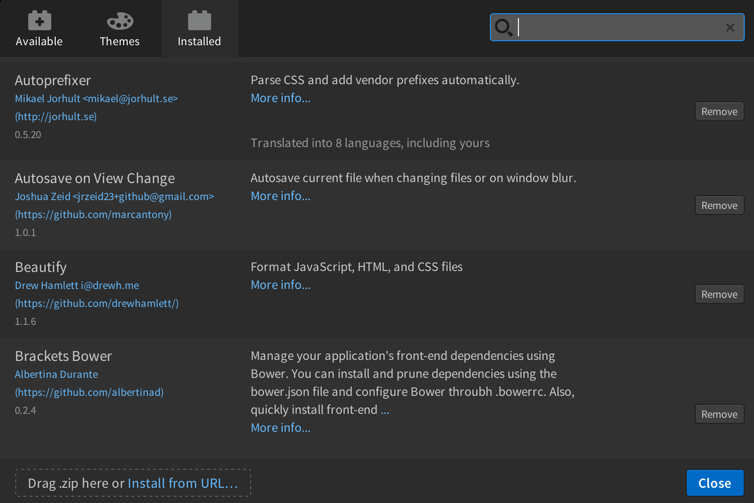 Available
Themes
Installed
Autoprefixer
Mikael Jorhult <mikael@jorhult.se>
(http://jorhult.se)
0.5.20
Parse CSS and add vendor prefixes automatically.
More info...
Translated into 8 languages, including yours
Remove
Autosave on View Change
Joshua Zeid <jrzeid23+github@gmail.com>
(https://github.com/marcantony)
1.0.1
Autosave current file when changing files or on window blur.
More info...
Remove
Beautify
Drew Hamlett i@drewh.me
(https://github.com/drewhamlett/)
1.1.6
Format JavaScript, HTML, and CSS files
More info...
Remove
Brackets Bower
Albertina Durante
(https://github.com/albertinad)
0.2.4
Manage your application's front-end dependencies using
Bower. You can install and prune dependencies using the
bower.json file and configure Bower throubh .bowerrc. Also,
quickly install front-end ...
More info...
Remove
Drag .zip here or Install from URL...
Close